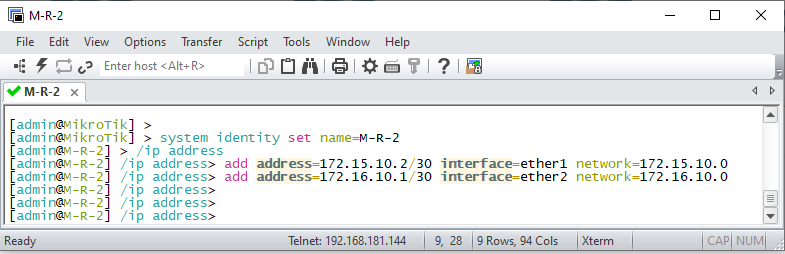 M-R-2
File Edit View Options Transfer Script Tools Window Help
Enter host <Alt+R>
M-R-2
[admin@MikroTik] >
[admin@MikroTik] > system identity set name=M-R-2
[admin@M-R-2] > /ip address
[admin@M-R-2] /ip address> add address=172.15.10.2/30 interface=ether1 network=172.15.10.0
[admin@M-R-2] /ip address> add address=172.16.10.1/30 interface=ether2 network=172.16.10.0
[admin@M-R-2] /ip address>
[admin@M-R-2] /ip address>
[admin@M-R-2] /ip address>
Ready Telnet: 192.168.181.144 9, 28 9 Rows, 94 Cols Xterm CAP NUM